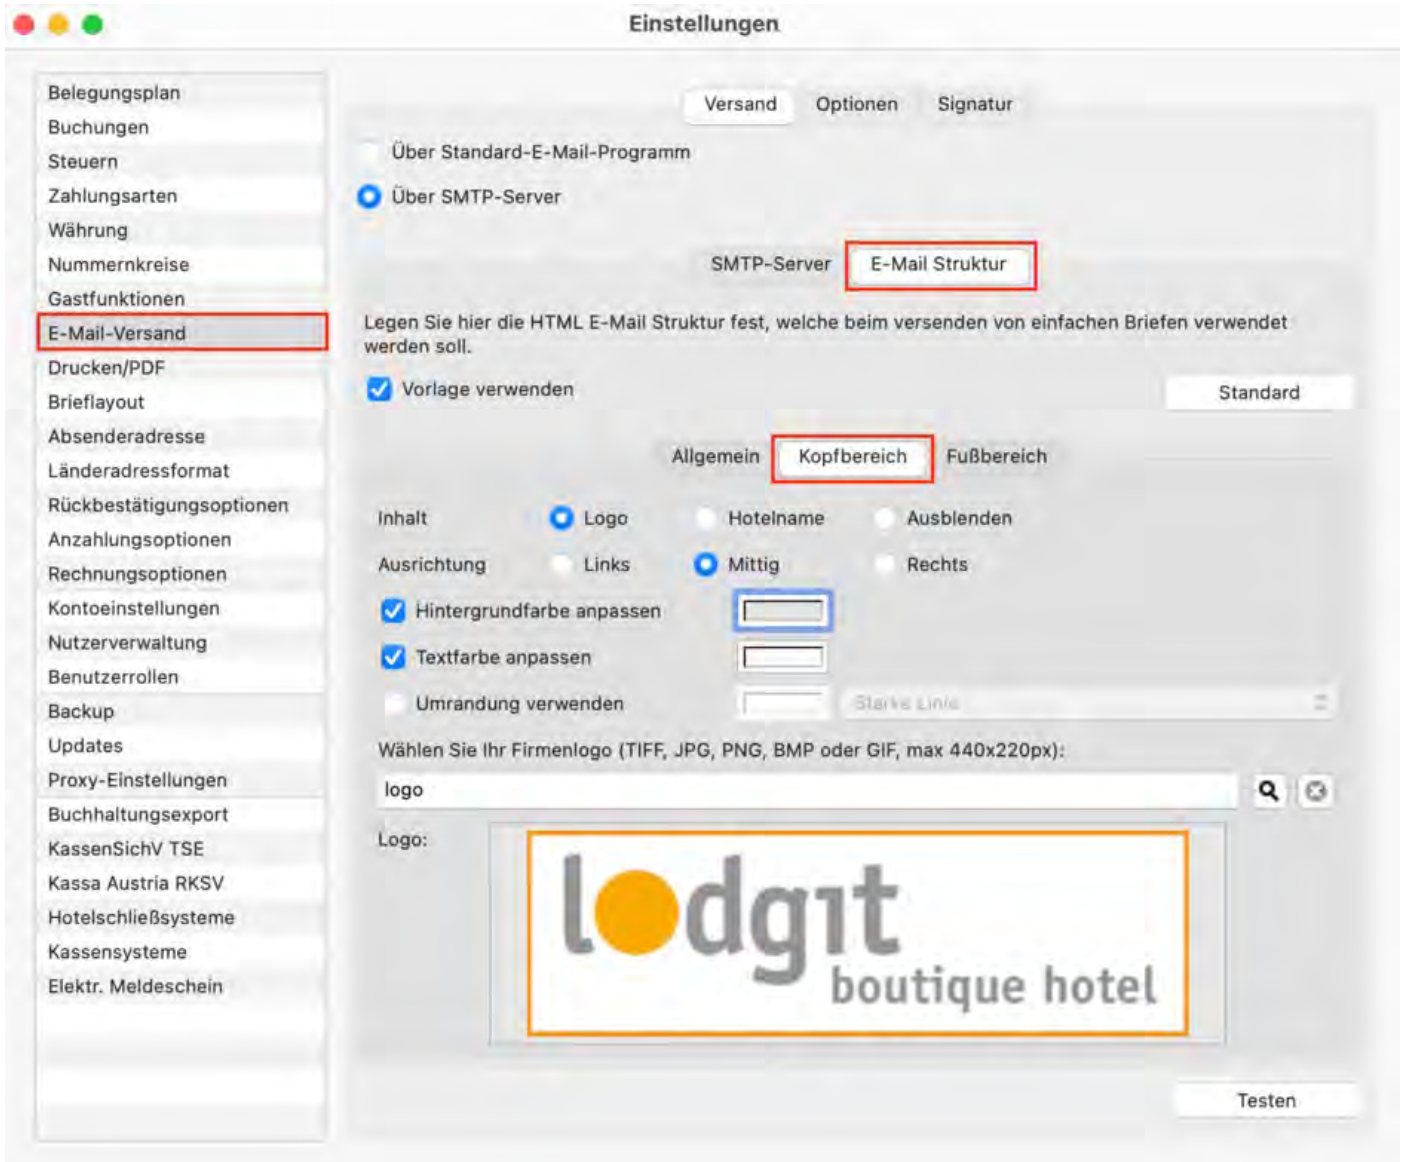 Einstellungen
Belegungsplan
Buchungen
Steuern
Zahlungsarten
Währung
Nummernkreise
Gastfunktionen
E-Mail-Versand
Drucken/PDF
Brieflayout
Absenderadresse
Länderadressformat
Rückbestätigungsoptionen
Anzahlungsoptionen
Rechnungsoptionen
Kontoeinstellungen
Nutzerverwaltung
Benutzerrollen
Backup
Updates
Proxy-Einstellungen
Buchhaltungsexport
KassenSichV TSE
Kassa Austria RKSV
Hotelschließsysteme
Kassensysteme
Elektr. Meldeschein
Versand Optionen Signatur
Über Standard-E-Mail-Programm
Über SMTP-Server
SMTP-Server E-Mail Struktur
Legen Sie hier die HTML E-Mail Struktur fest, welche beim versenden von einfachen Briefen verwendet
werden soll.
Vorlage verwenden Standard
Allgemein Kopfbereich Fußbereich
Inhalt Logo Hotelname Ausblenden
Ausrichtung Links Mittig Rechts
Hintergrundfarbe anpassen
Textfarbe anpassen
Umrandung verwenden Starke Linie
Wählen Sie Ihr Firmenlogo (TIFF, JPG, PNG, BMP oder GIF, max 440x220px):
logo
Logo:
lodgit
boutique hotel
Testen